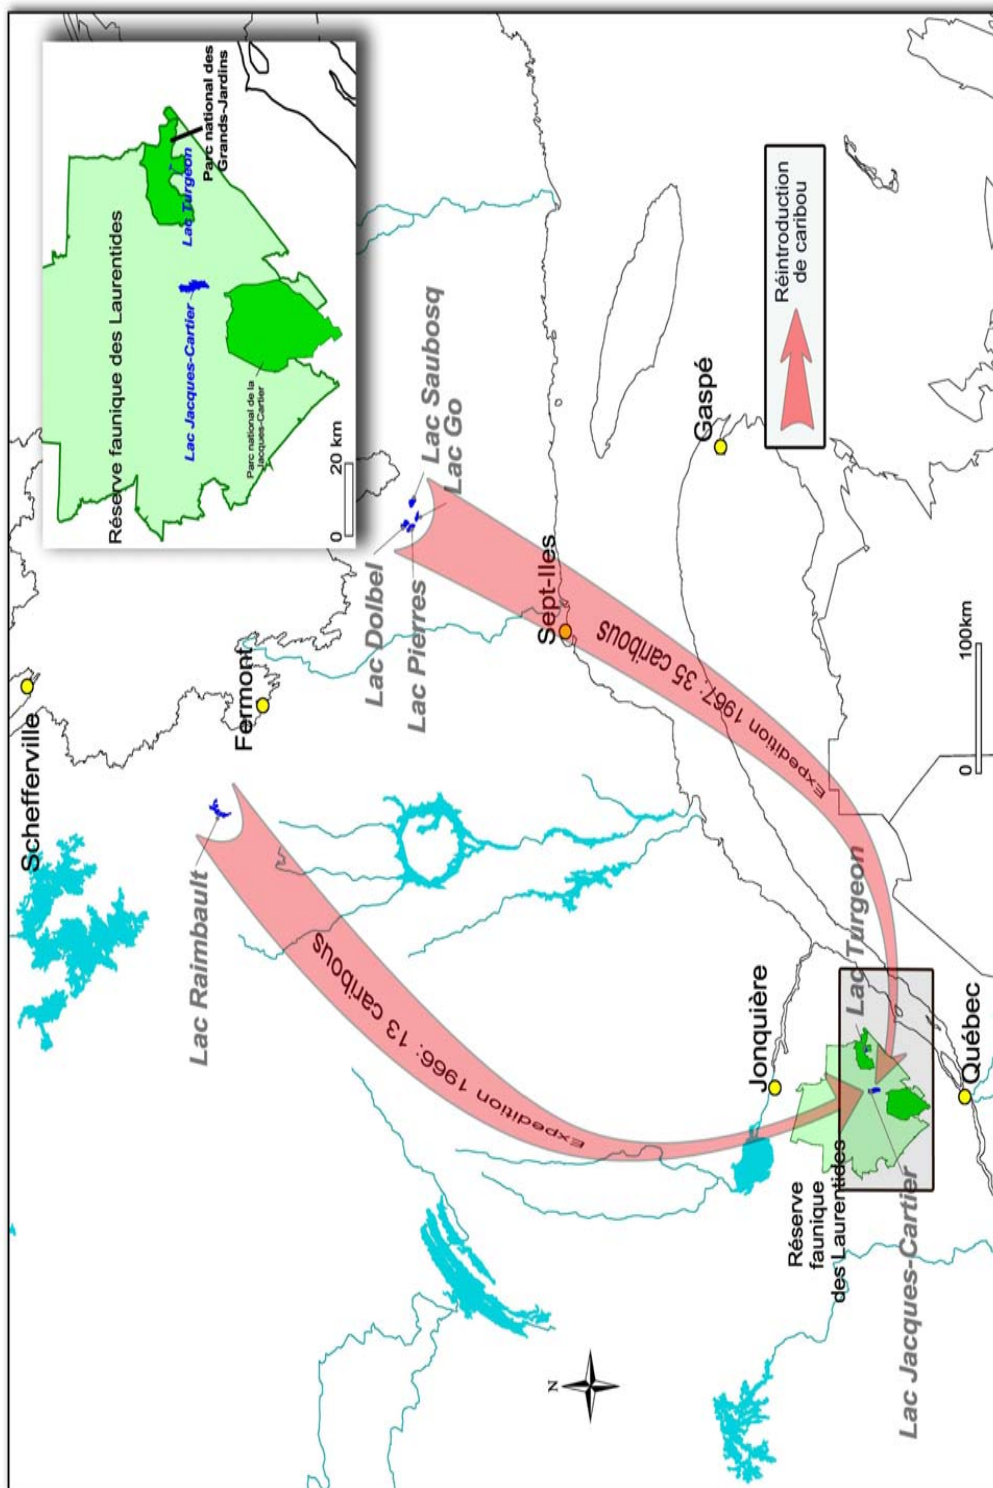 Réserve faunique des Laurentides
Parc national des
Grands-Jardins
Lac Turgeon
Lac Jacques-Cartier
Parc national de la
Jacques-Cartier
0 20 km
Schefferville
Fermont
Lac Raimbault
Lac Dolbel
Lac Pierres
Lac Saubosq
Lac Go
Sept-Iles
Gaspé
Expedition 1966: 13 caribous
Expedition 1967: 35 caribous
Réintroduction
de caribou
Jonquière
Lac Turgeon
Réserve
faunique
des Laurentides
Lac Jacques-Cartier
Québec
N
0 100km